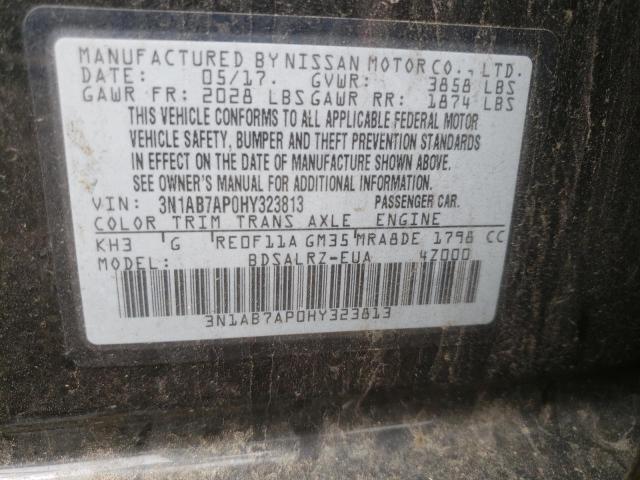 MANUFACTURED BY NISSAN MOTOR CO., LTD.
DATE: 05/17. GVWR: 3858 LBS
GAWR FR: 2028 LBS GAWR RR: 1874 LBS
THIS VEHICLE CONFORMS TO ALL APPLICABLE FEDERAL MOTOR
VEHICLE SAFETY, BUMPER AND THEFT PREVENTION STANDARDS
IN EFFECT ON THE DATE OF MANUFACTURE SHOWN ABOVE.
SEE OWNER'S MANUAL FOR ADDITIONAL INFORMATION.
VIN: 3N1AB7AP0HY323813 PASSENGER CAR.
COLOR TRIM TRANS AXLE ENGINE
KH3 G RE0F11A GM35 MRA8DE 1798 CC
MODEL: BDSALRZ-EUA 4Z000
3N1AB7AP0HY323813